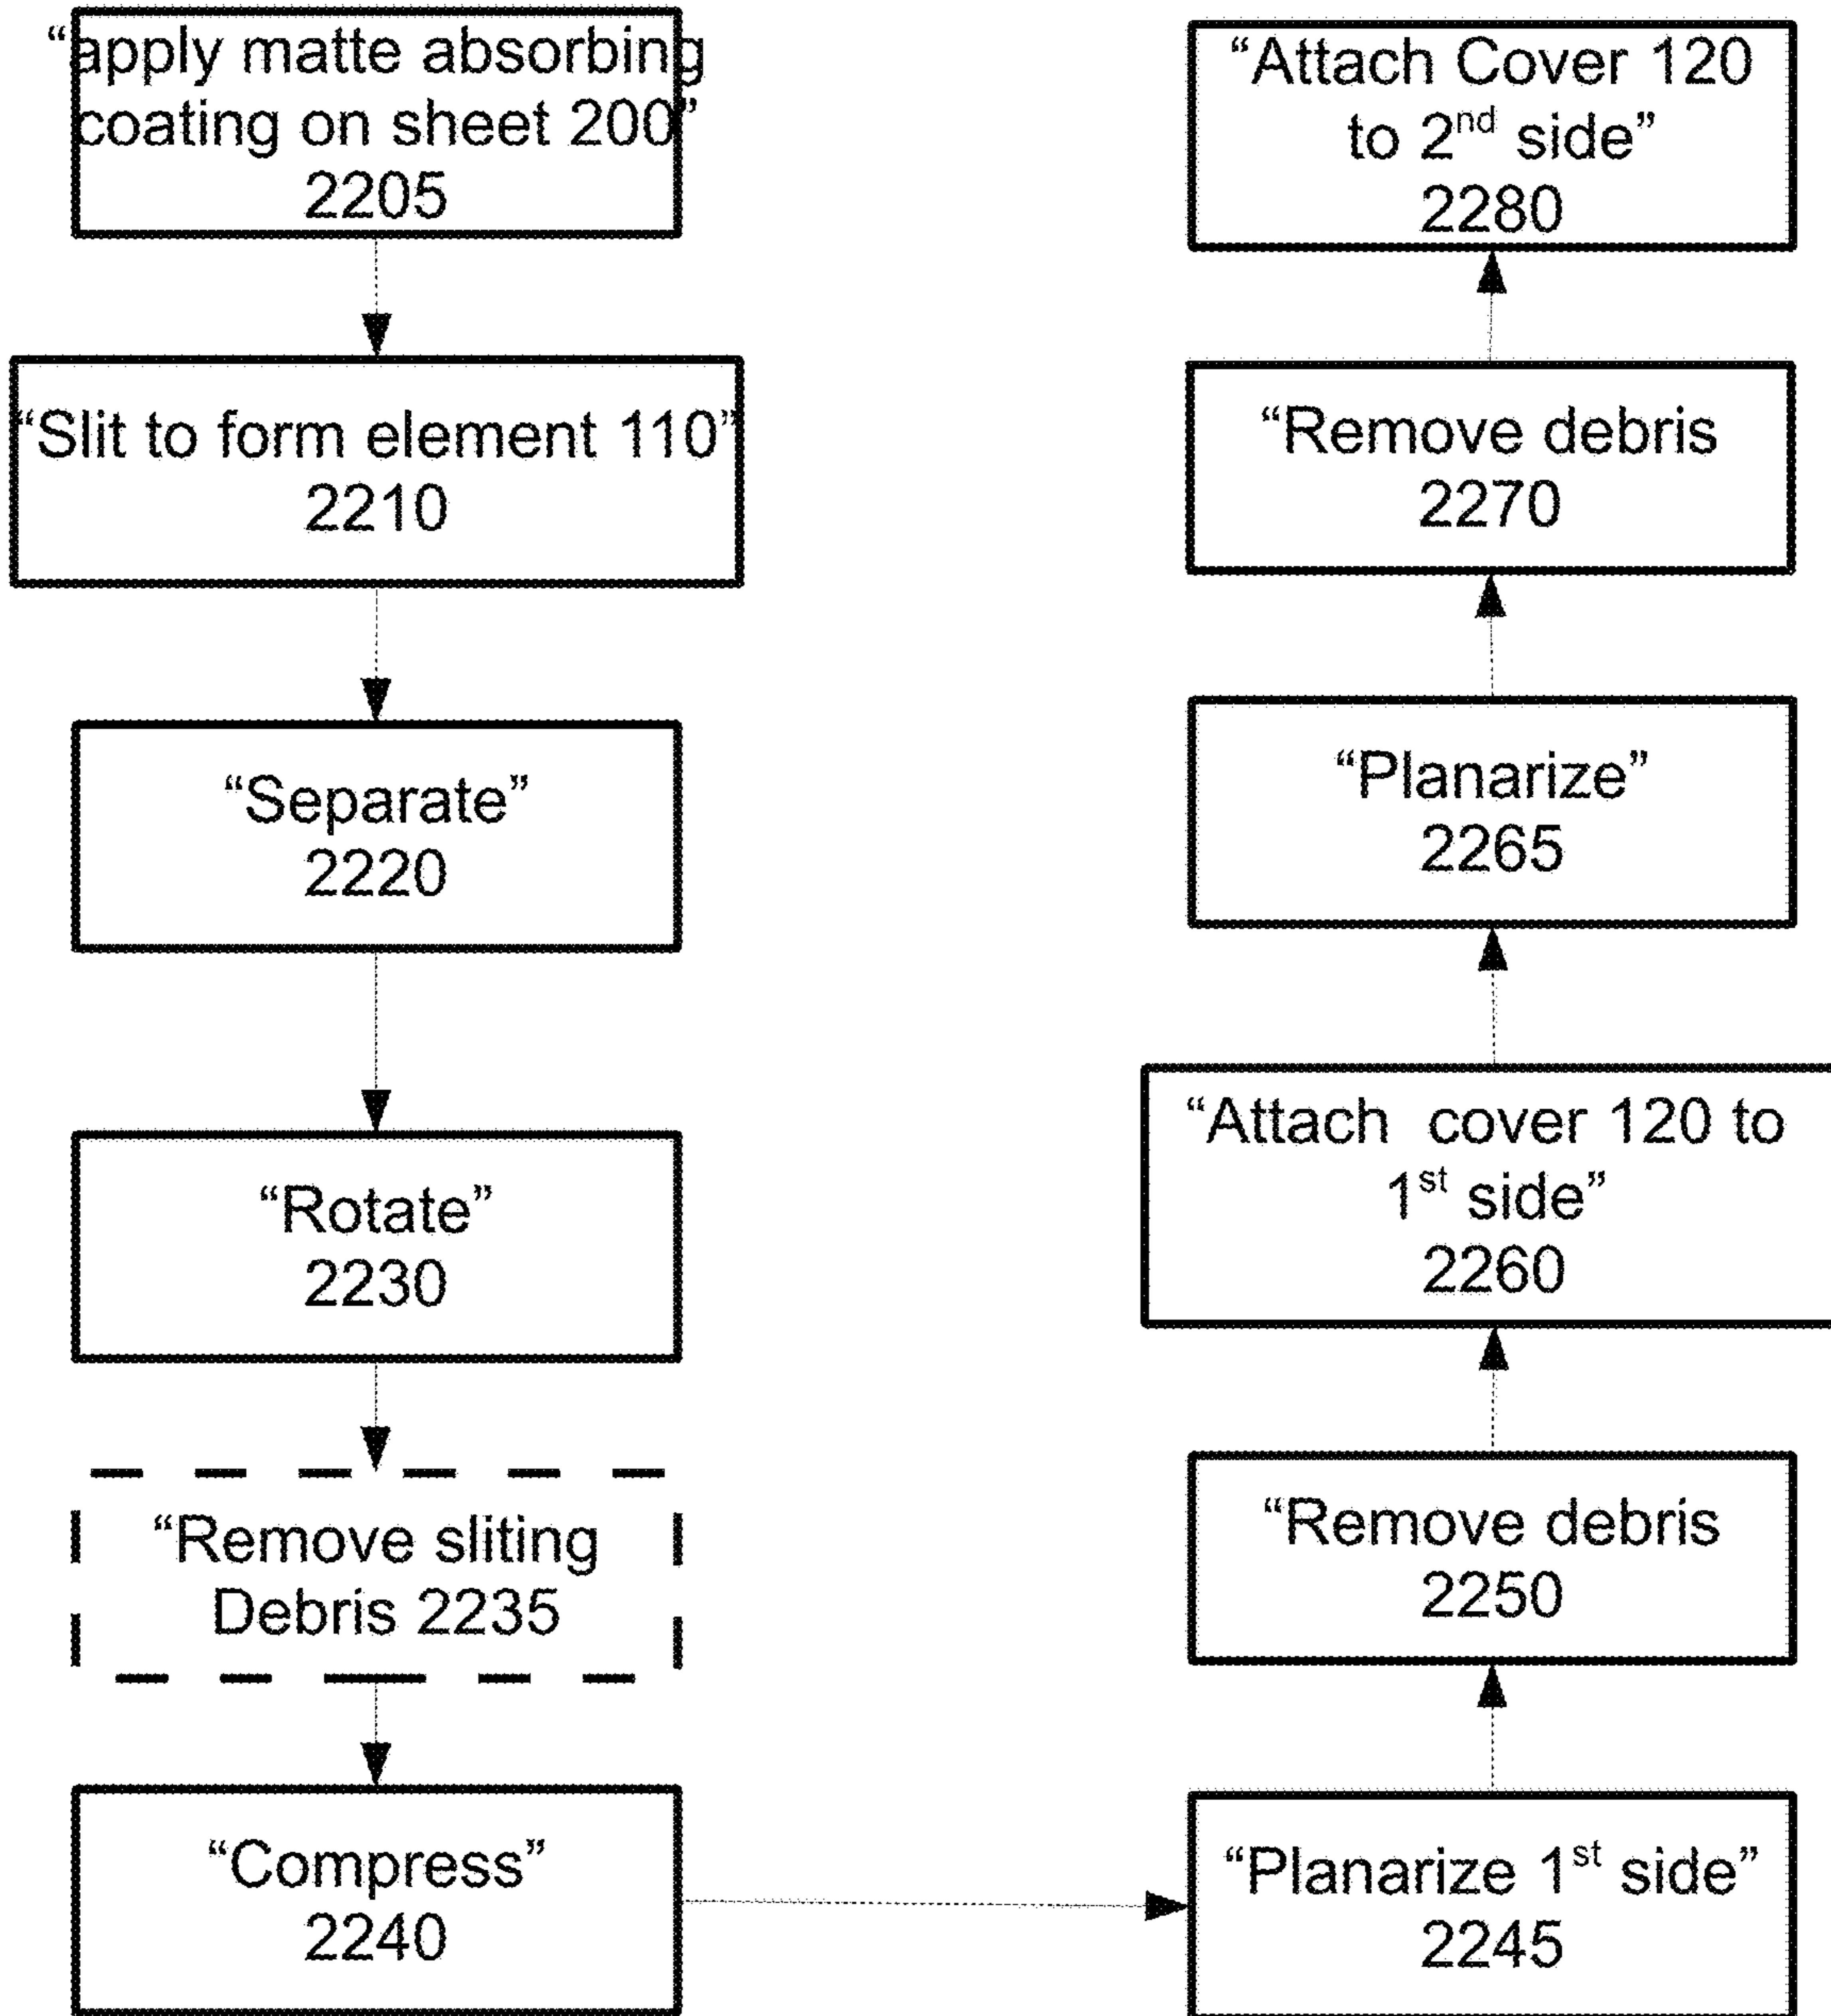 “apply matte absorbing
coating on sheet 200”
2205
“Slit to form element 110”
2210
“Separate”
2220
“Rotate”
2230
“Remove sliting
Debris 2235
“Compress”
2240
“Planarize 1st side”
2245
“Remove debris
2250
“Attach cover 120 to
1st side”
2260
“Planarize”
2265
“Remove debris
2270
“Attach Cover 120
to 2nd side”
2280